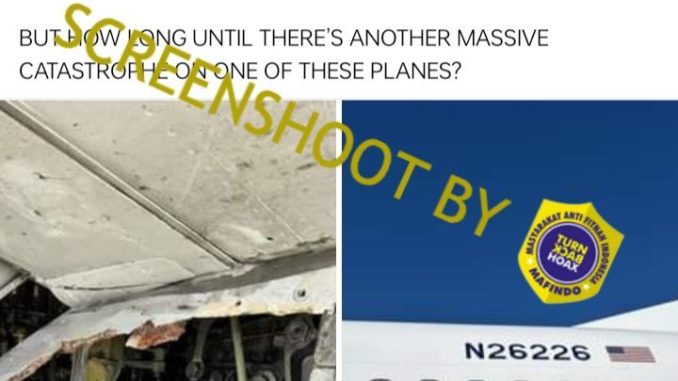 BUT HOW LONG UNTIL THERE'S ANOTHER MASSIVE
CATASTROPHE ON ONE OF THESE PLANES?
SCREENSHOOT BY
MASYARAKAT ANTI FITNAH INDONESIA
TURN
BACK
HOAX
MAFINDO
N26226